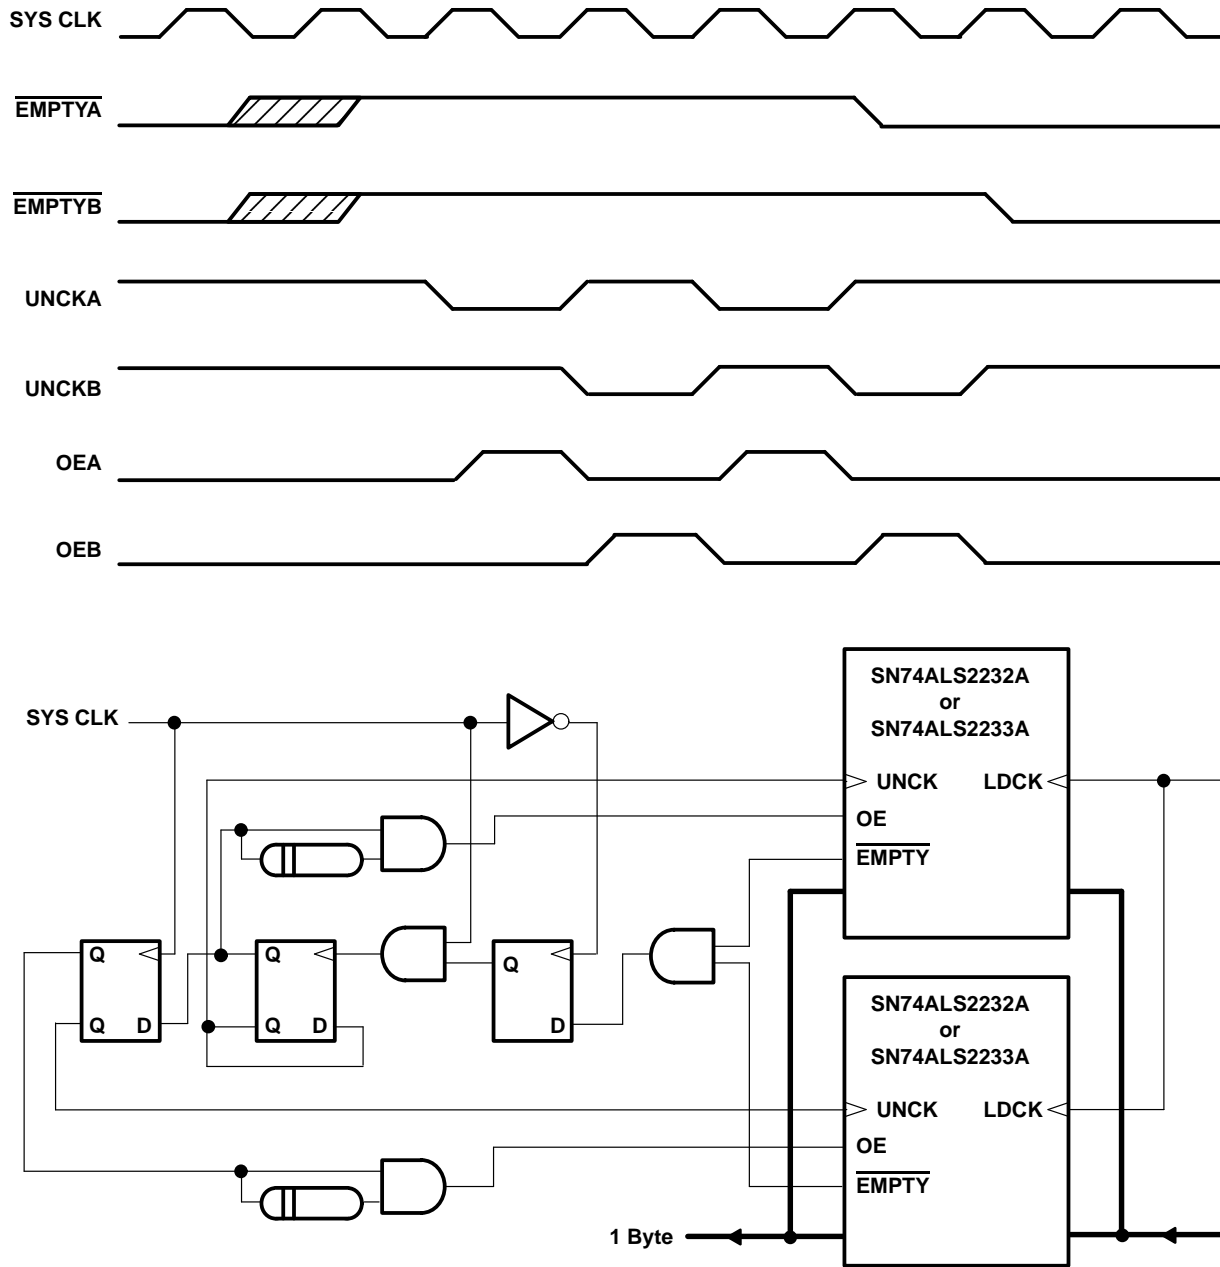 SYS CLK
EMPTYA
EMPTYB
UNCKA
UNCKB
OEA
OEB
SYS CLK
SN74ALS2232A
or
SN74ALS2233A
UNCK LDCK
OE
EMPTY
Q Q Q
Q D Q D D
SN74ALS2232A
or
SN74ALS2233A
UNCK LDCK
OE
EMPTY
1 Byte